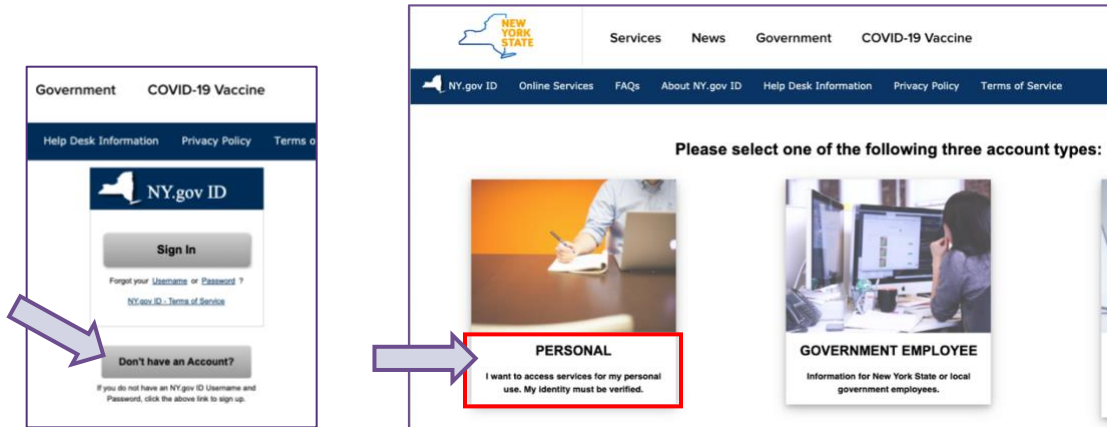 Government COVID-19 Vaccine
Help Desk Information Privacy Policy Terms o
NY.gov ID
Sign In
Forgot your Username or Password ?
NY.gov ID - Terms of Service
Don't have an Account?
If you do not have an NY.gov ID Username and
Password, click the above link to sign up.
NEW
YORK
STATE
Services News Government COVID-19 Vaccine
NY.gov ID Online Services FAQs About NY.gov ID Help Desk Information Privacy Policy Terms of Service
Please select one of the following three account types:
PERSONAL
I want to access services for my personal
use. My identity must be verified.
GOVERNMENT EMPLOYEE
Information for New York State or local
government employees.